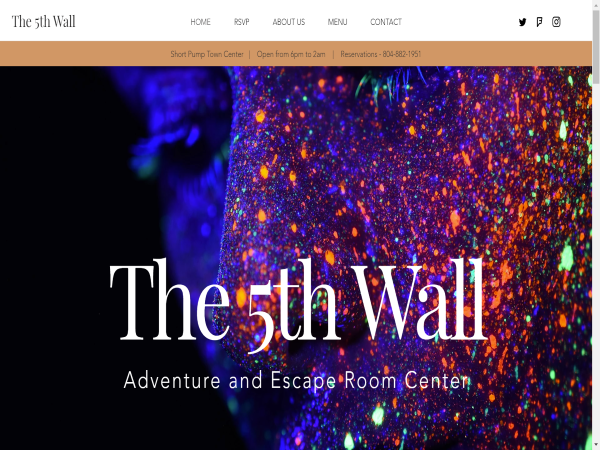 The 5th Wall
HOME RSVP ABOUT US MENU CONTACT
Short Pump Town Center | Open from 6pm to 2am | Reservations - 804-882-1951
The 5th Wall
Adventure and Escape Room Center